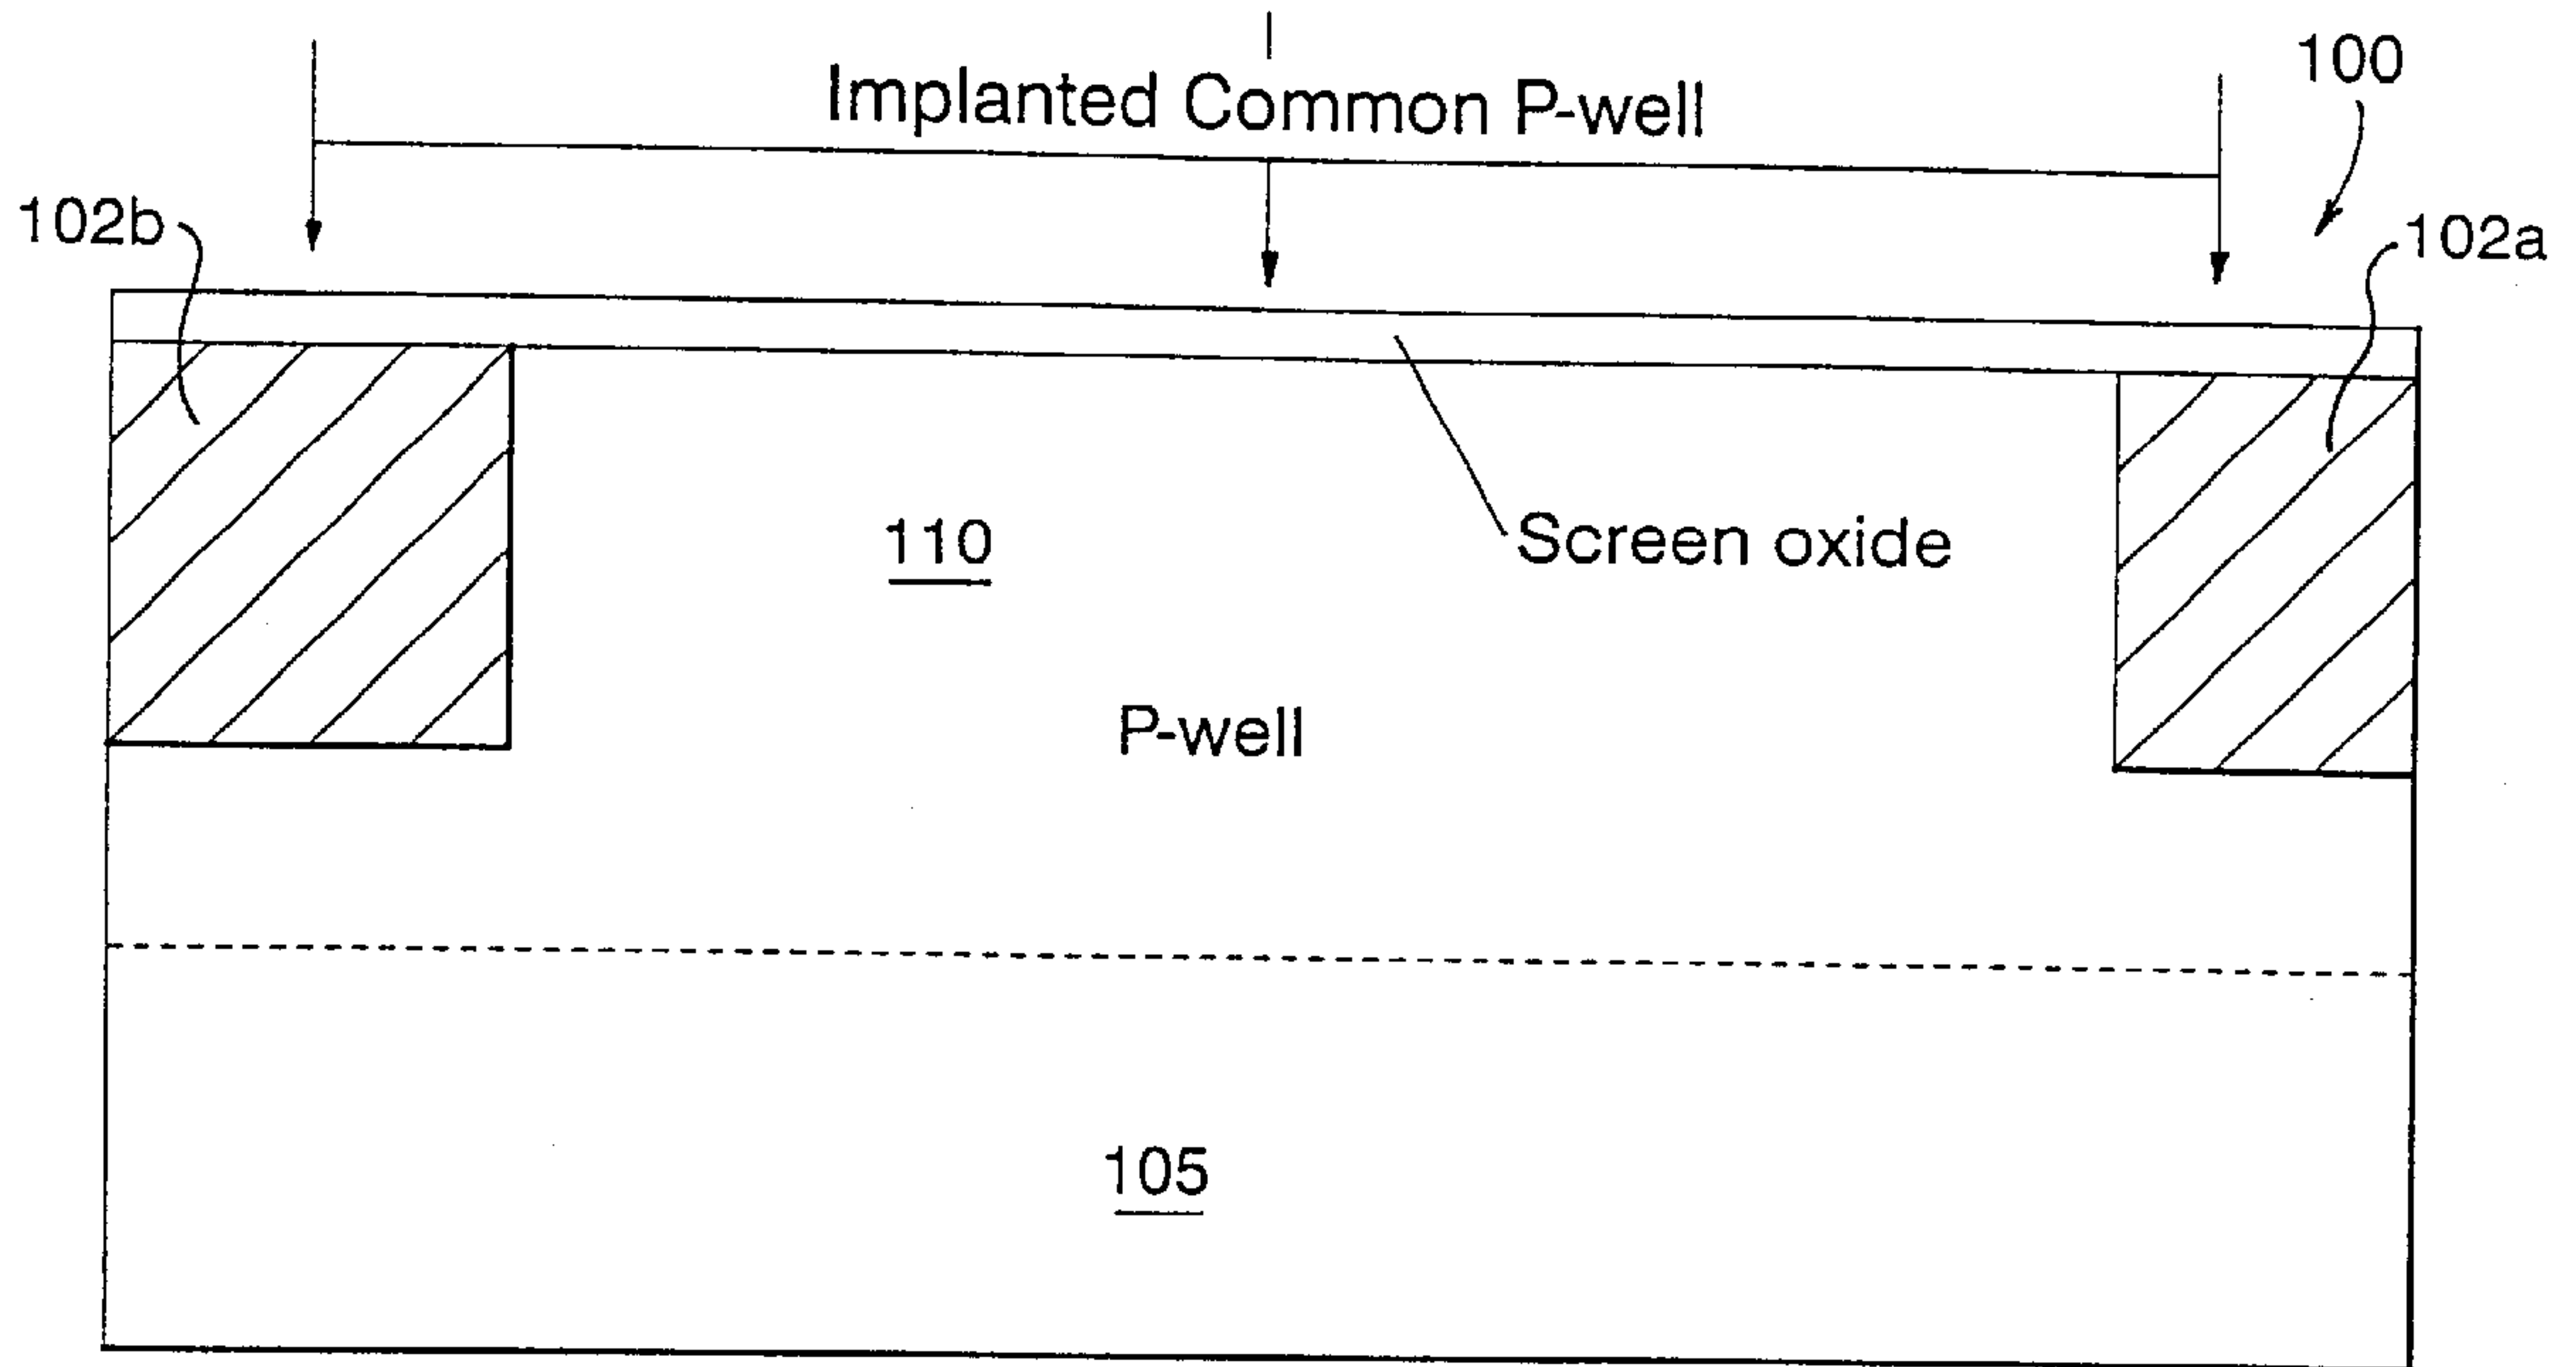 100
Implanted Common P-well
102b
102a
110
Screen oxide
P-well
105